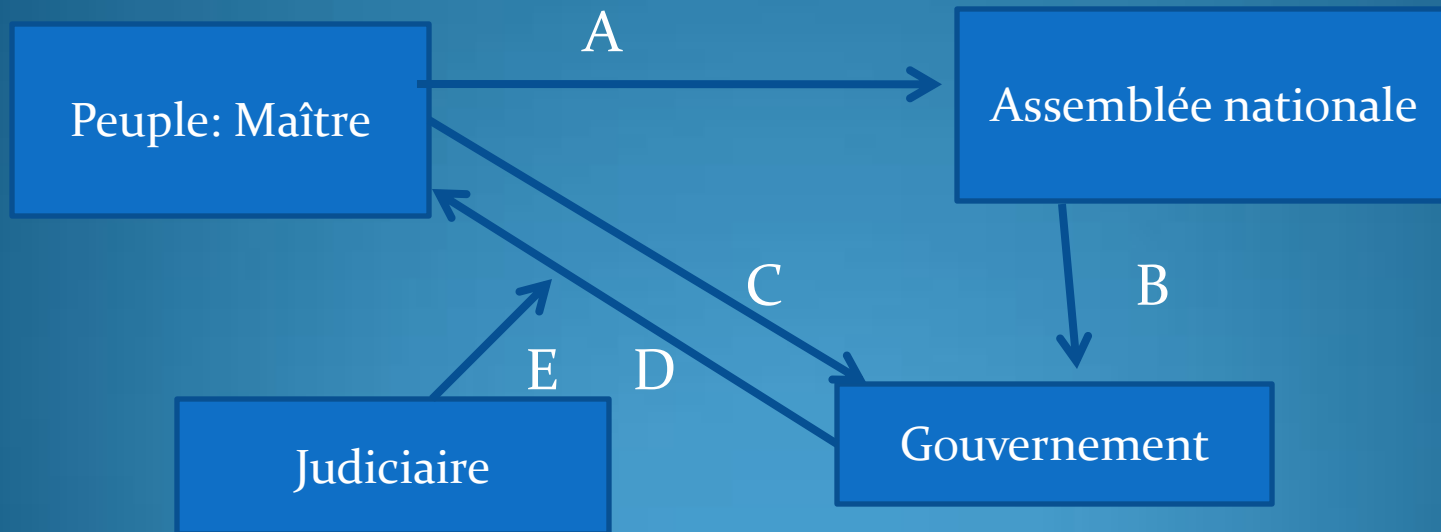 A
Peuple: Maître
Assemblée nationale
C
B
E
D
Judiciaire
Gouvernement